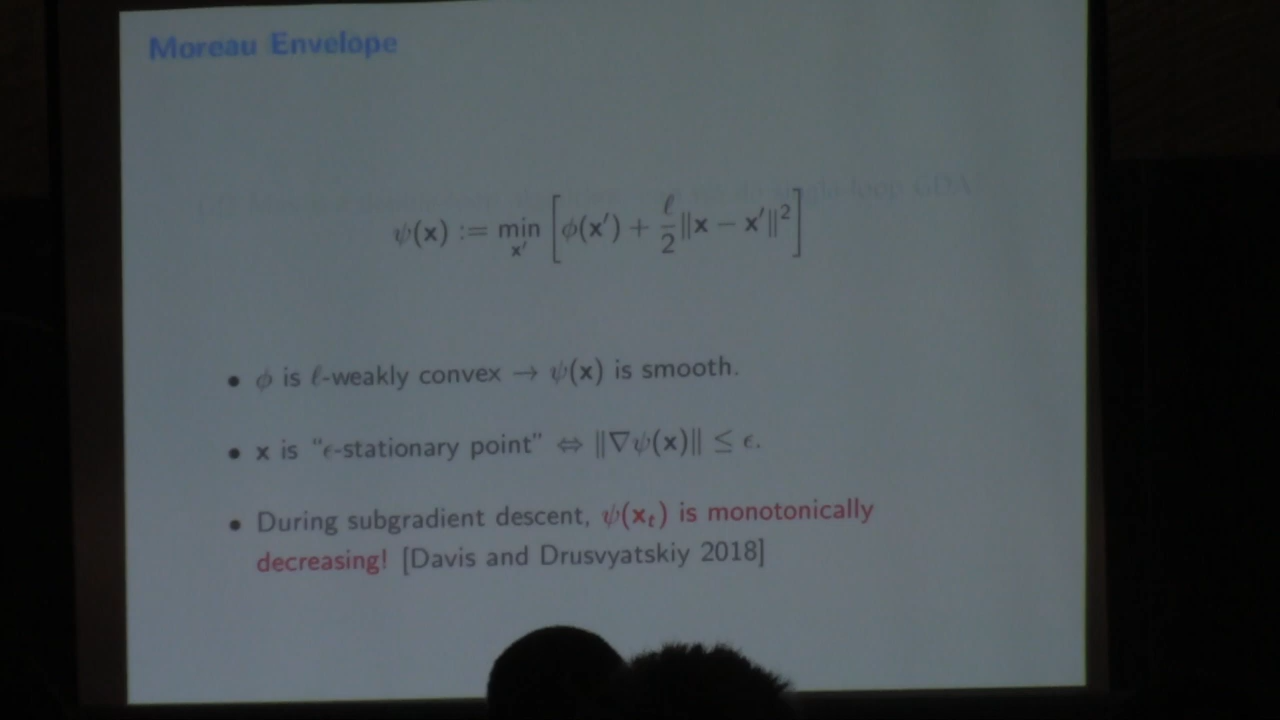 Moreau Envelope
ψ(x) := min_{x'} [ϕ(x') + ℓ/2 ‖x − x'‖²]
• ϕ is ℓ-weakly convex → ψ(x) is smooth.
• x is “ϵ-stationary point” ⇔ ‖∇ψ(x)‖ ≤ ϵ.
• During subgradient descent, ψ(x_t) is monotonically
decreasing! [Davis and Drusvyatskiy 2018]